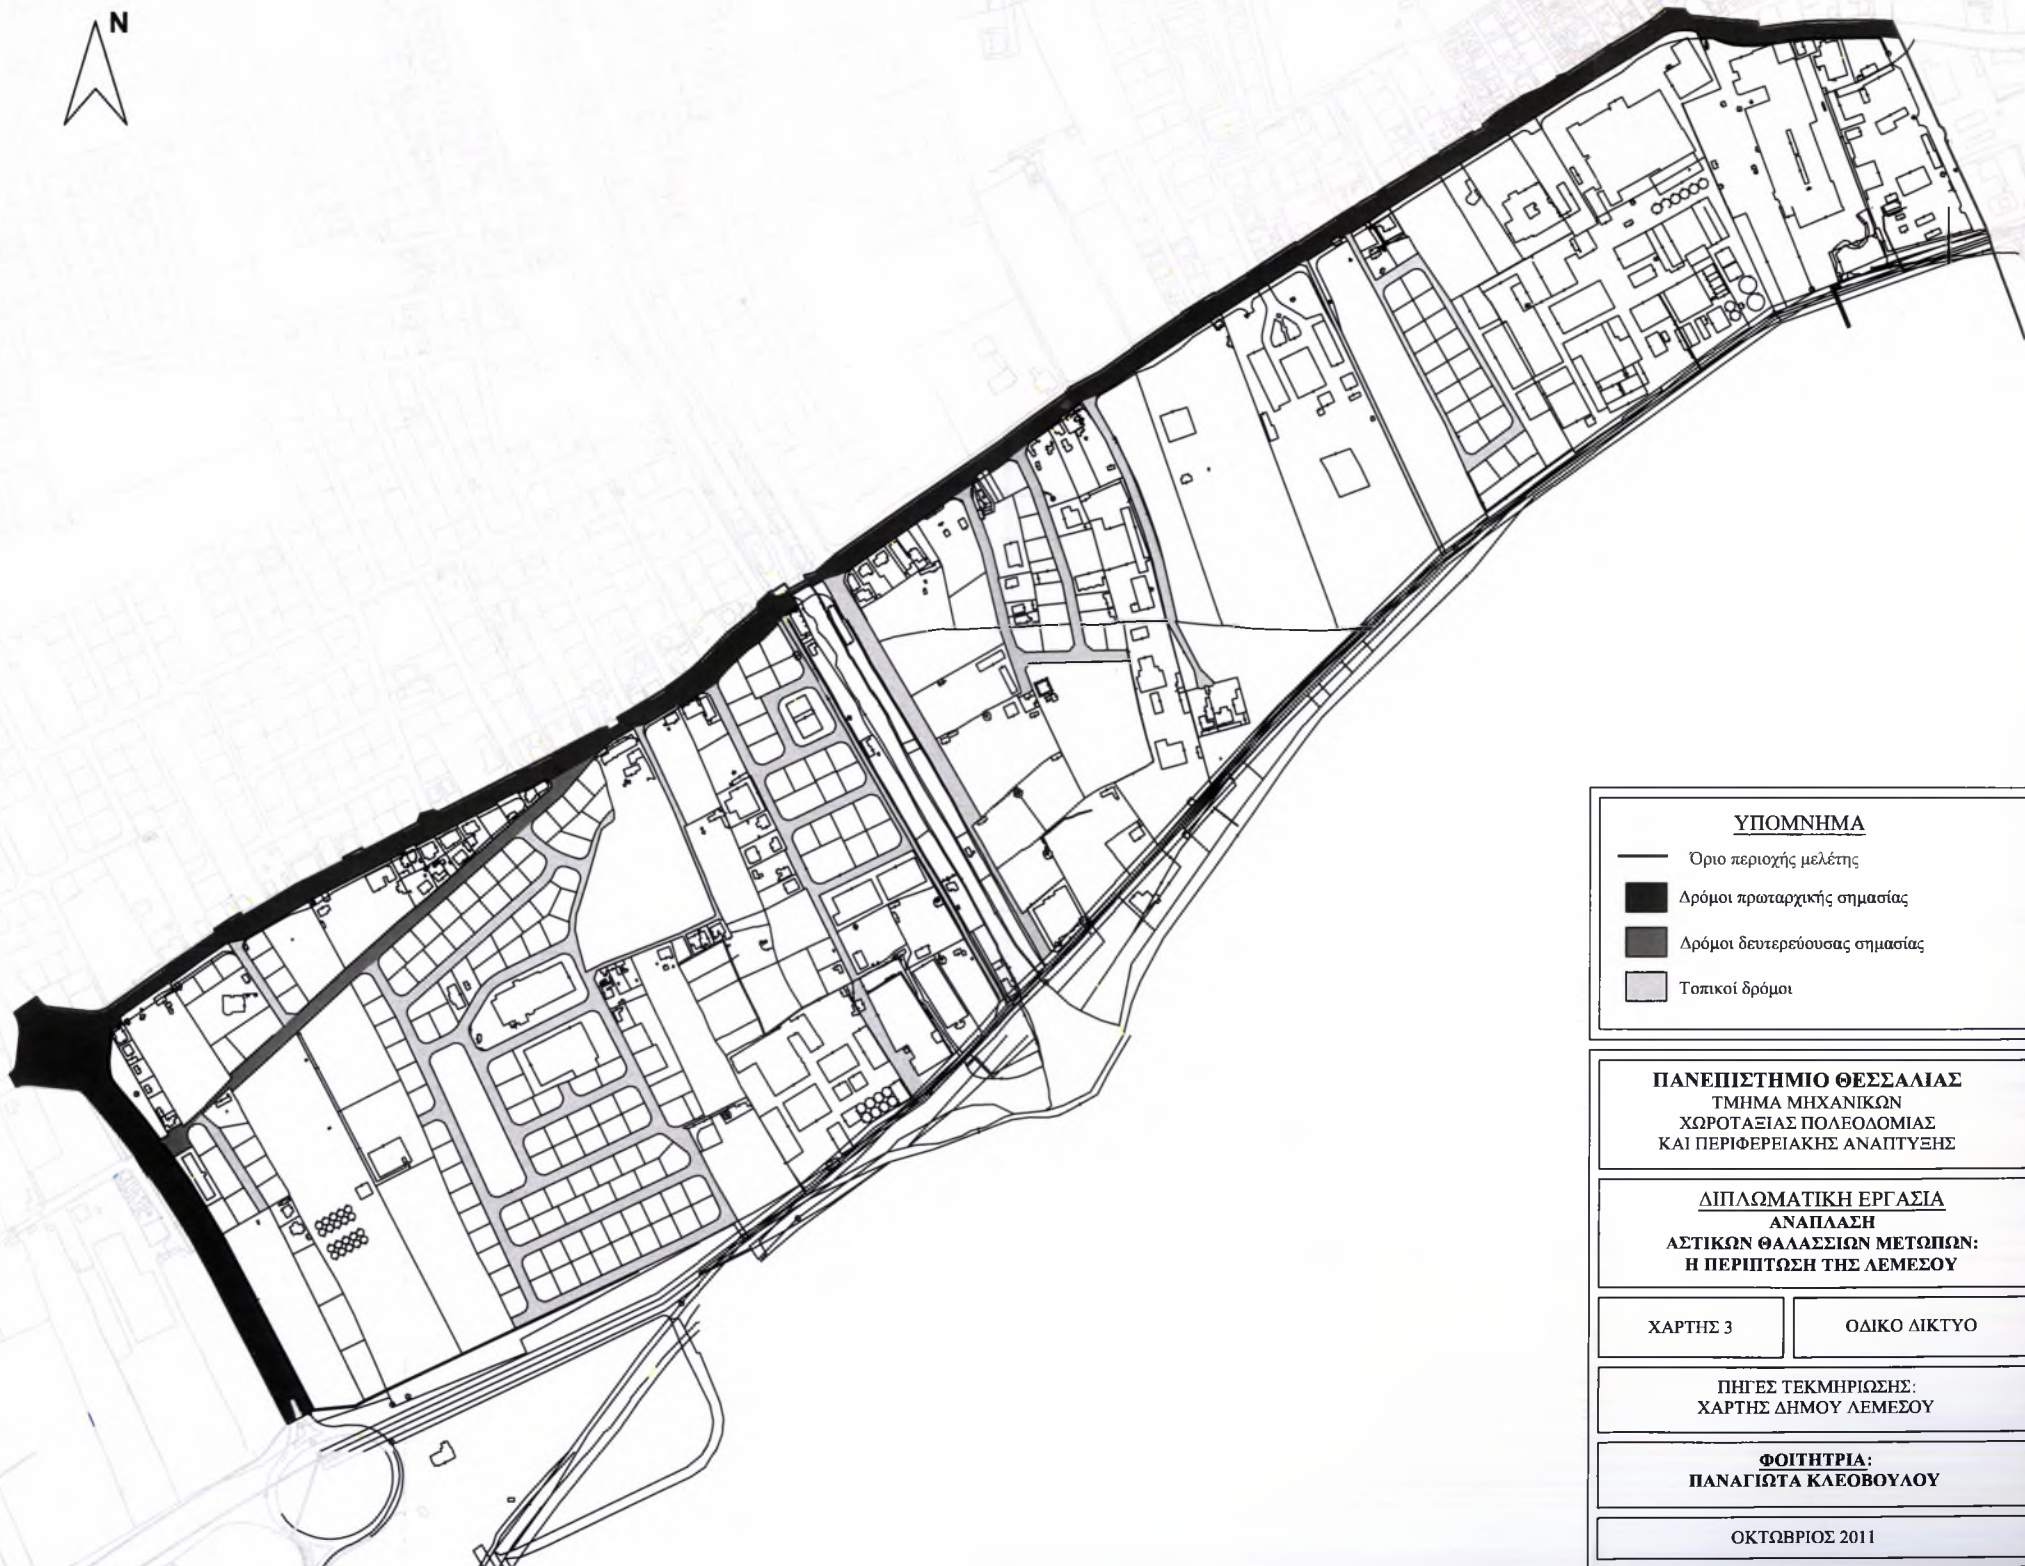 N
ΥΠΟΜΝΗΜΑ
Όριο περιοχής μελέτης
Δρόμοι πρωταρχικής σημασίας
Δρόμοι δευτερεύουσας σημασίας
Τοπικοί δρόμοι
ΠΑΝΕΠΙΣΤΗΜΙΟ ΘΕΣΣΑΛΙΑΣ
ΤΜΗΜΑ ΜΗΧΑΝΙΚΩΝ
ΧΩΡΟΤΑΞΙΑΣ ΠΟΛΕΟΔΟΜΙΑΣ
ΚΑΙ ΠΕΡΙΦΕΡΕΙΑΚΗΣ ΑΝΑΠΤΥΞΗΣ
ΔΙΠΛΩΜΑΤΙΚΗ ΕΡΓΑΣΙΑ
ΑΝΑΠΛΑΣΗ
ΑΣΤΙΚΩΝ ΘΑΛΑΣΣΙΩΝ ΜΕΤΩΠΩΝ:
Η ΠΕΡΙΠΤΩΣΗ ΤΗΣ ΛΕΜΕΣΟΥ
ΧΑΡΤΗΣ 3
ΟΔΙΚΟ ΔΙΚΤΥΟ
ΠΗΓΕΣ ΤΕΚΜΗΡΙΩΣΗΣ:
ΧΑΡΤΗΣ ΔΗΜΟΥ ΛΕΜΕΣΟΥ
ΦΟΙΤΗΤΡΙΑ:
ΠΑΝΑΓΙΩΤΑ ΚΛΕΟΒΟΥΛΟΥ
ΟΚΤΩΒΡΙΟΣ 2011